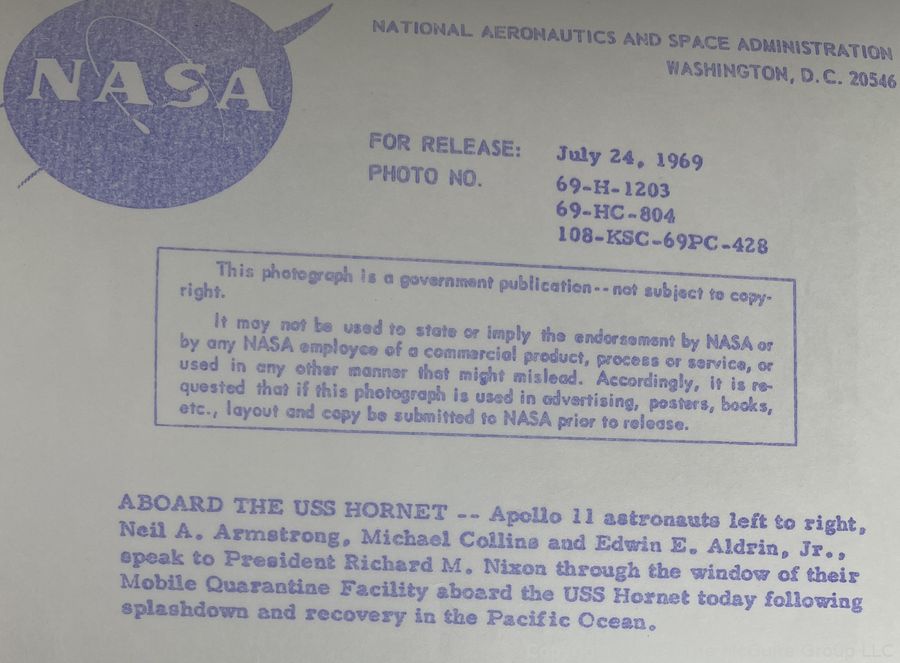 NASA
NATIONAL AERONAUTICS AND SPACE ADMINISTRATION
WASHINGTON, D.C. 20546
FOR RELEASE: July 24, 1969
PHOTO NO. 69-H-1203
69-HC-804
108-KSC-69PC-428
This photograph is a government publication--not subject to copy-
right.
It may not be used to state or imply the endorsement by NASA or
by any NASA employee of a commercial product, process or service, or
used in any other manner that might mislead. Accordingly, it is re-
quested that if this photograph is used in advertising, posters, books,
etc., layout and copy be submitted to NASA prior to release.
ABOARD THE USS HORNET -- Apollo 11 astronauts left to right,
Neil A. Armstrong, Michael Collins and Edwin E. Aldrin, Jr.,
speak to President Richard M. Nixon through the window of their
Mobile Quarantine Facility aboard the USS Hornet today following
splashdown and recovery in the Pacific Ocean.
The McGuire Group LLC